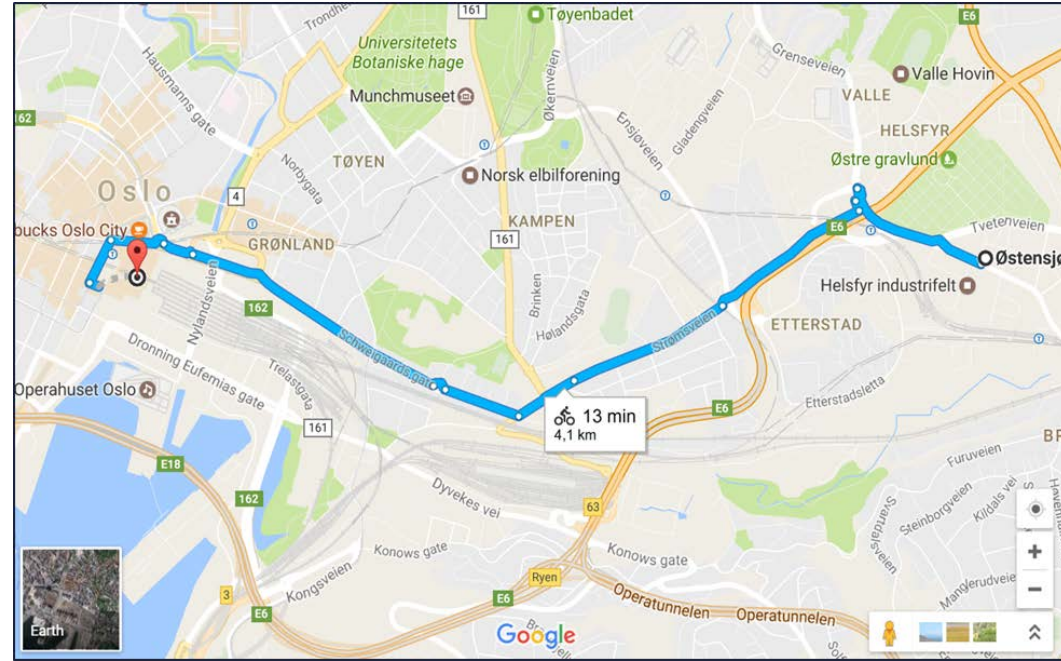 161
Tøyenbadet
E6
Trondhei
Universitetets
Botaniske hage
Grenseveien
Valle Hovin
Hausmanns gate
Munchmuseet
Økernveien
Ensjøveien
Gladengveien
VALLE
162
HELSFYR
TØYEN
Østre gravlund
Norbygata
Norsk elbilforening
Oslo
4
KAMPEN
Tvetenveien
bucks Oslo City
161
E6
GRØNLAND
Østensjø
Nylandsveien
Brinken
Helsfyr industrifelt
162
Hølandsgata
Strømsveien
ETTERSTAD
Schweigaards gate
Dronning Eufemias gate
Trelastgata
Operahuset Oslo
13 min
4,1 km
Etterstadsletta
E6
161
BR
E18
Furuveien
Dyvekes vei
162
63
Svartdalsveien
Steinborgveien
Kildals vei
Konows gate
Konows gate
Ryen
Kongsveien
3
E6
E6
Operatunnelen
Operatunnelen
Manglerudveien
Earth
Google